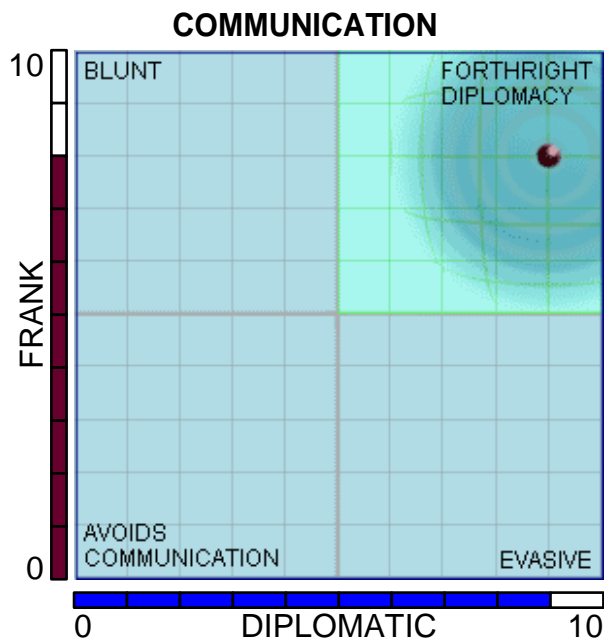 COMMUNICATION
10
BLUNT
FORTHRIGHT
DIPLOMACY
FRANK
AVOIDS
COMMUNICATION
EVASIVE
0
0
DIPLOMATIC
10